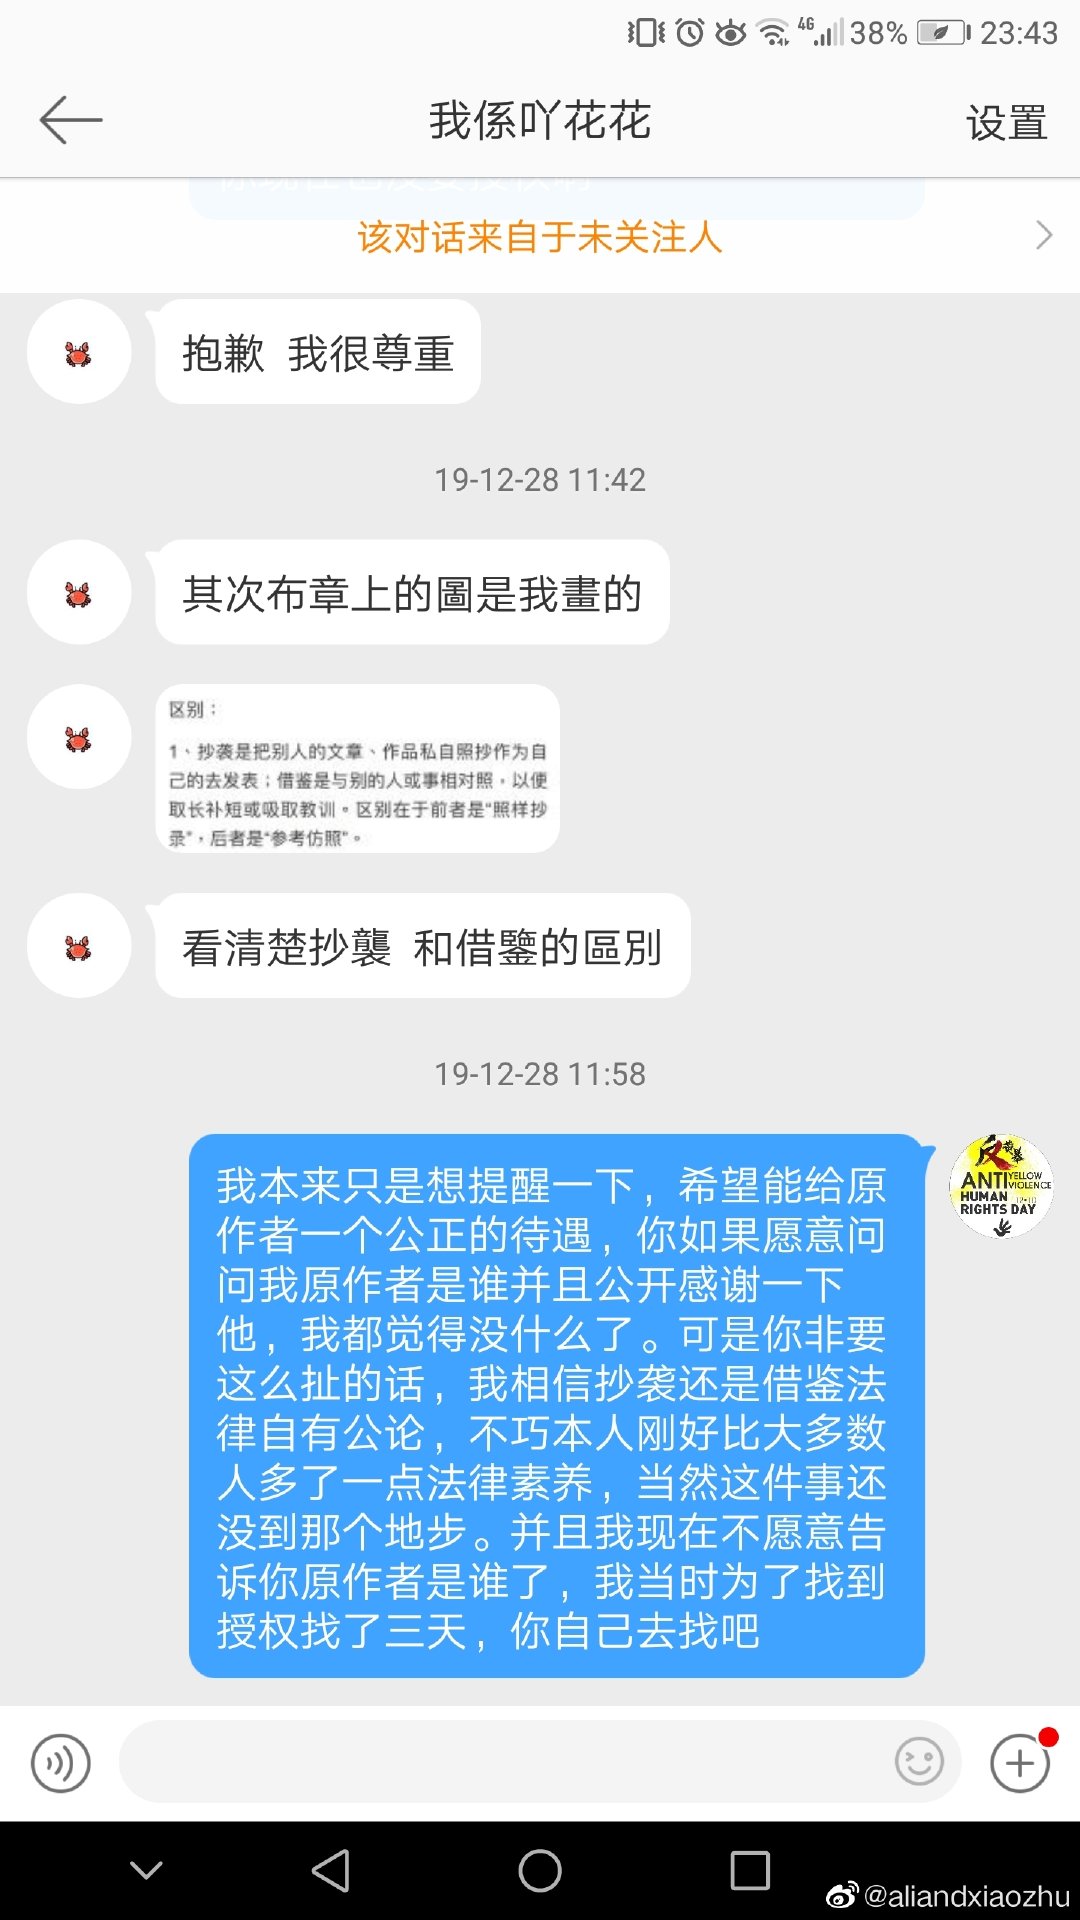 4G 38% 23:43
我係吖花花
设置
该对话来自于未关注人
抱歉 我很尊重
19-12-28 11:42
其次布章上的圖是我畫的
区别：
1、抄袭是把别人的文章、作品私自照抄作为自
己的去发表；借鉴是与别的人或事相对照，以便
取长补短或吸取教训。区别在于前者是“照样抄
录”，后者是“参考仿照”。
看清楚抄襲 和借鑒的區別
19-12-28 11:58
我本来只是想提醒一下，希望能给原
作者一个公正的待遇，你如果愿意问
问我原作者是谁并且公开感谢一下
他，我都觉得没什么了。可是你非要
这么扯的话，我相信抄袭还是借鉴法
律自有公论，不巧本人刚好比大多数
人多了一点法律素养，当然这件事还
没到那个地步。并且我现在不愿意告
诉你原作者是谁了，我当时为了找到
授权找了三天，你自己去找吧
反黃暴
ANTI YELLOW VIOLENCE
HUMAN 12•10
RIGHTS DAY
@aliandxiaozhu